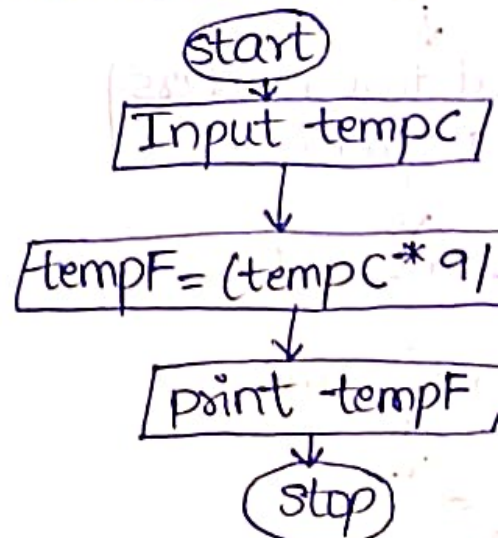 start
Input tempC
tempF = (tempC * 9/
print tempF
stop